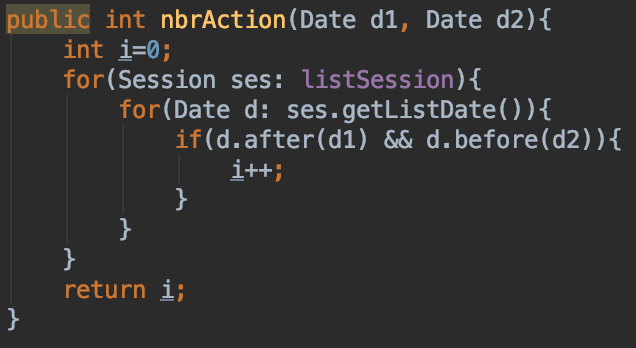 public int nbrAction(Date d1, Date d2){
    int i=0;
    for(Session ses: listSession){
        for(Date d: ses.getListDate()){
            if(d.after(d1) && d.before(d2)){
                i++;
            }
        }
    }
    return i;
}